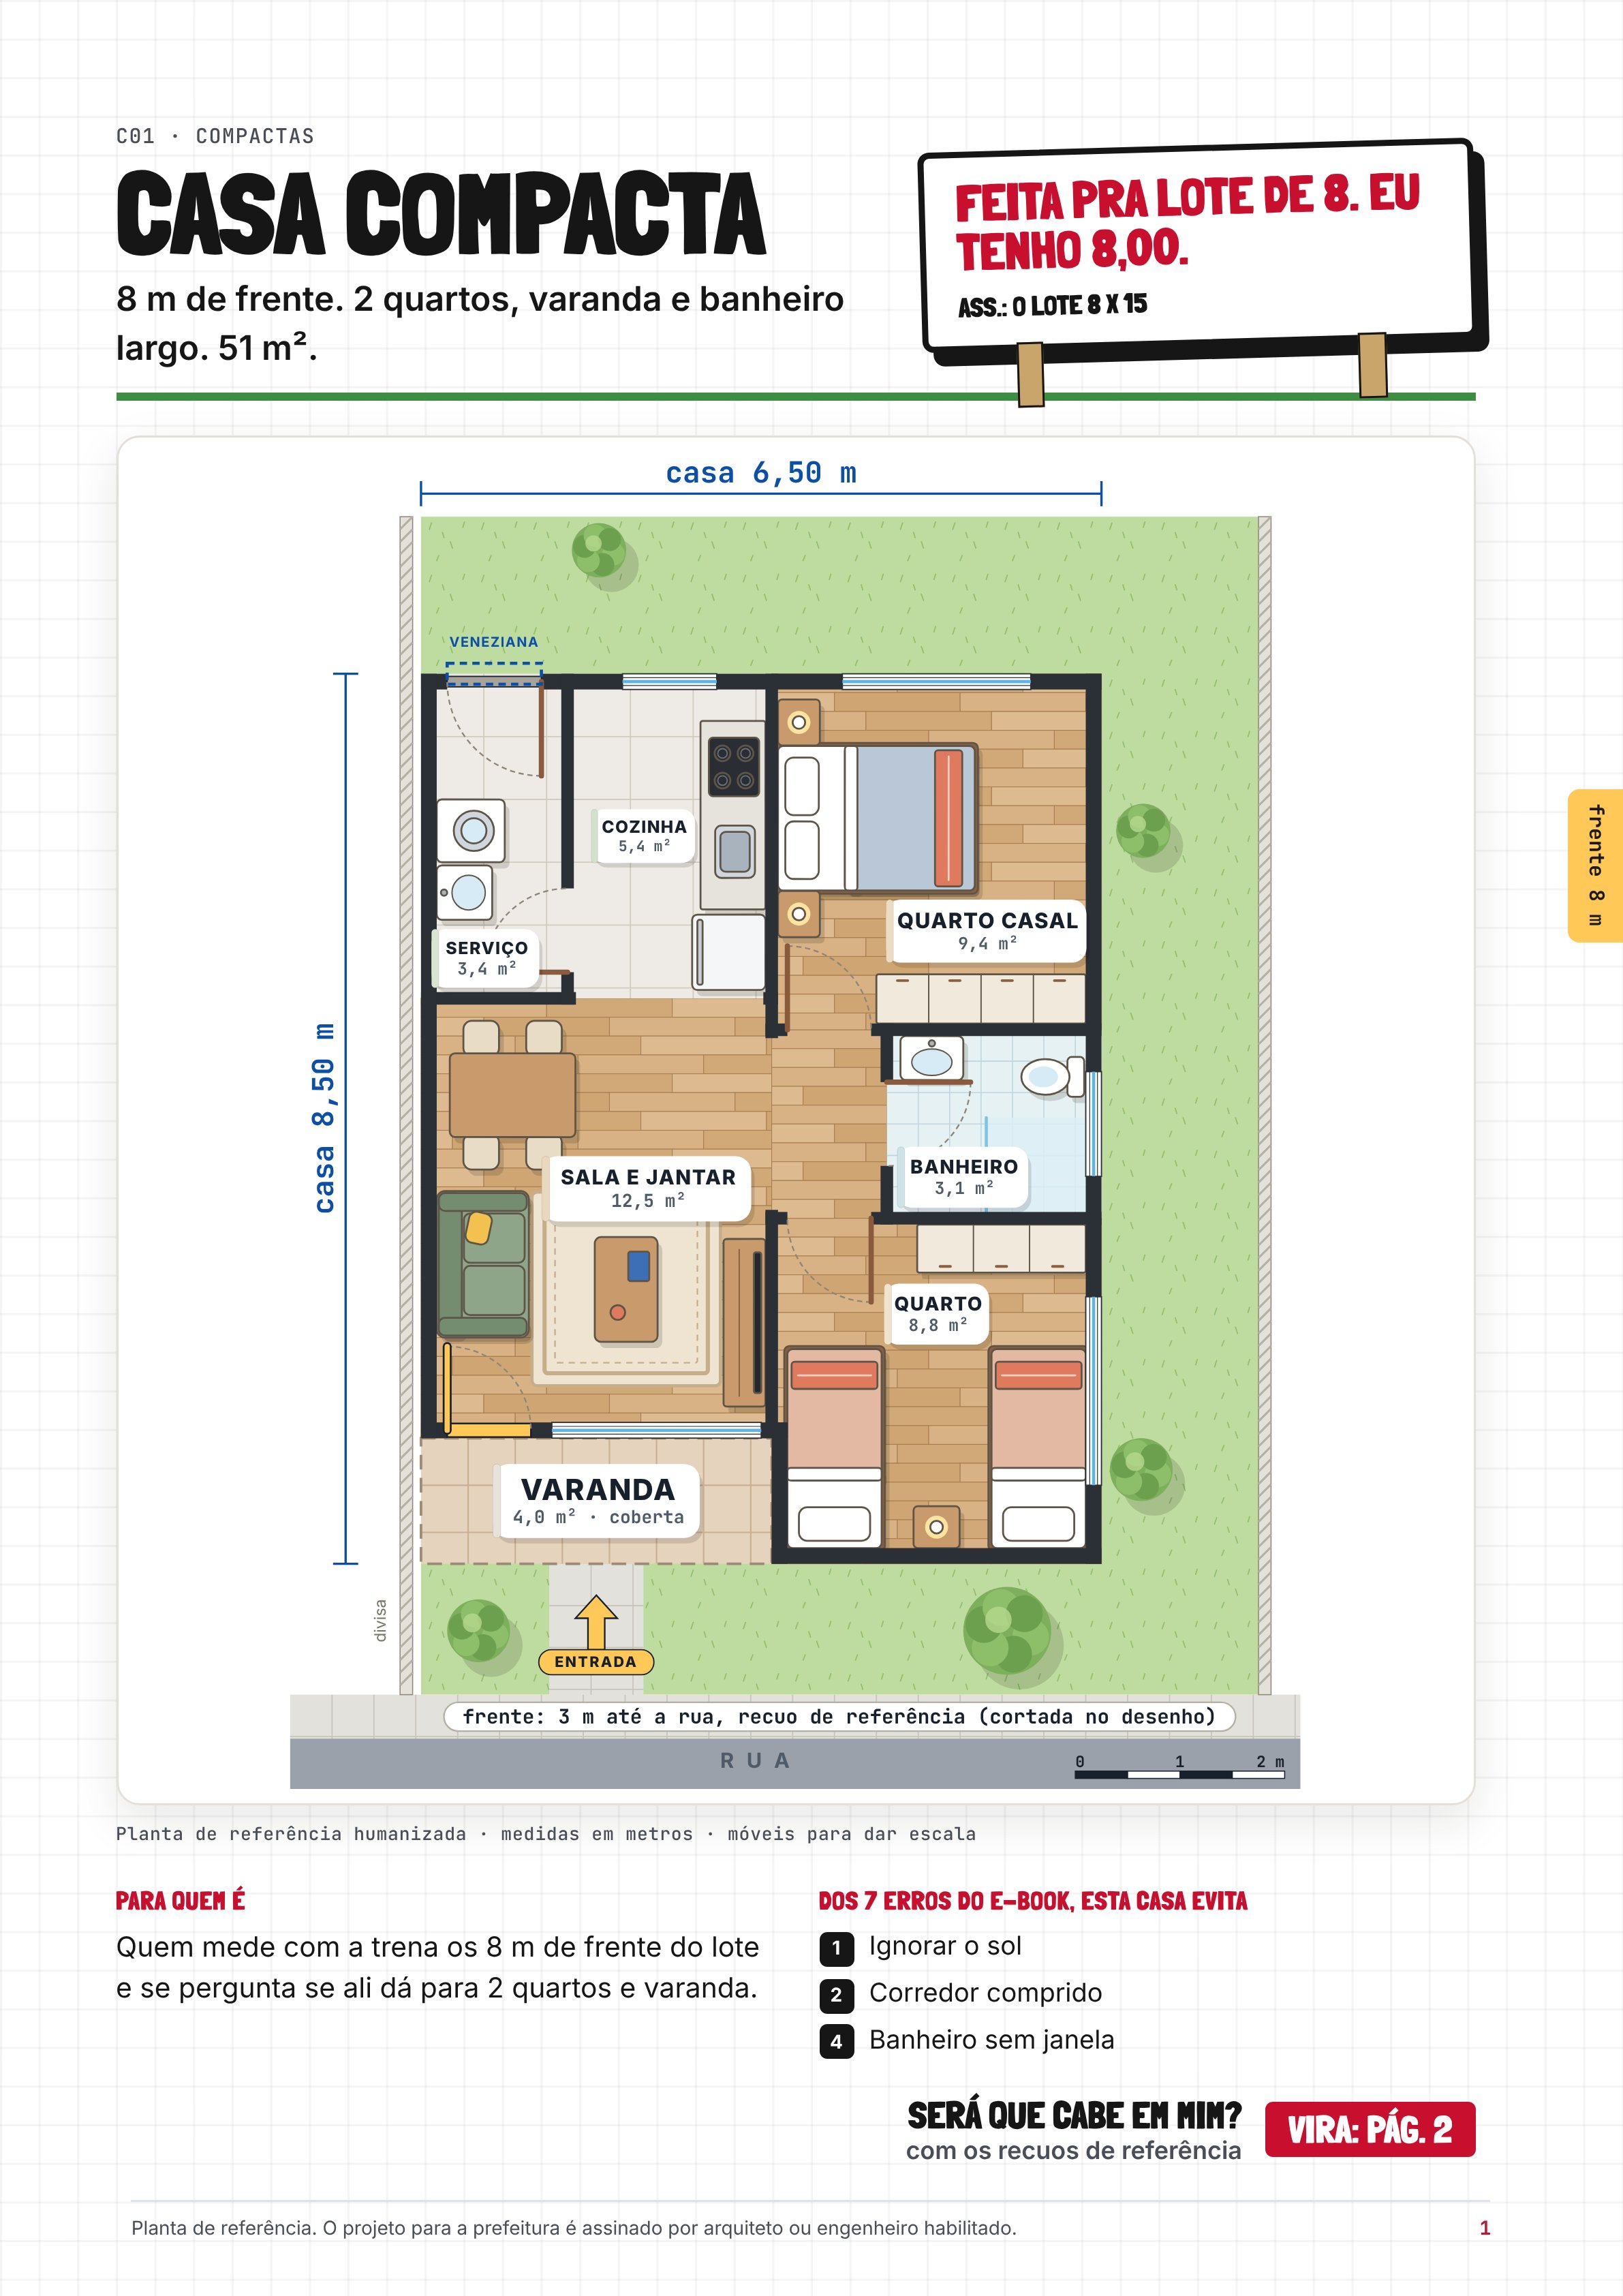 C01 · COMPACTAS
CASA COMPACTA
8 m de frente. 2 quartos, varanda e banheiro
largo. 51 m².
FEITA PRA LOTE DE 8. EU
TENHO 8,00.
ASS.: O LOTE 8 X 15
casa 6,50 m
VENEZIANA
COZINHA
5,4 m²
QUARTO CASAL
9,4 m²
SERVIÇO
3,4 m²
frente 8 m
casa 8,50 m
BANHEIRO
3,1 m²
SALA E JANTAR
12,5 m²
QUARTO
8,8 m²
VARANDA
4,0 m² · coberta
divisa
ENTRADA
frente: 3 m até a rua, recuo de referência (cortada no desenho)
RUA
0 1 2 m
Planta de referência humanizada · medidas em metros · móveis para dar escala
PARA QUEM É
Quem mede com a trena os 8 m de frente do lote
e se pergunta se ali dá para 2 quartos e varanda.
DOS 7 ERROS DO E-BOOK, ESTA CASA EVITA
1 Ignorar o sol
2 Corredor comprido
4 Banheiro sem janela
SERÁ QUE CABE EM MIM?
com os recuos de referência
VIRA: PÁG. 2
Planta de referência. O projeto para a prefeitura é assinado por arquiteto ou engenheiro habilitado.
1